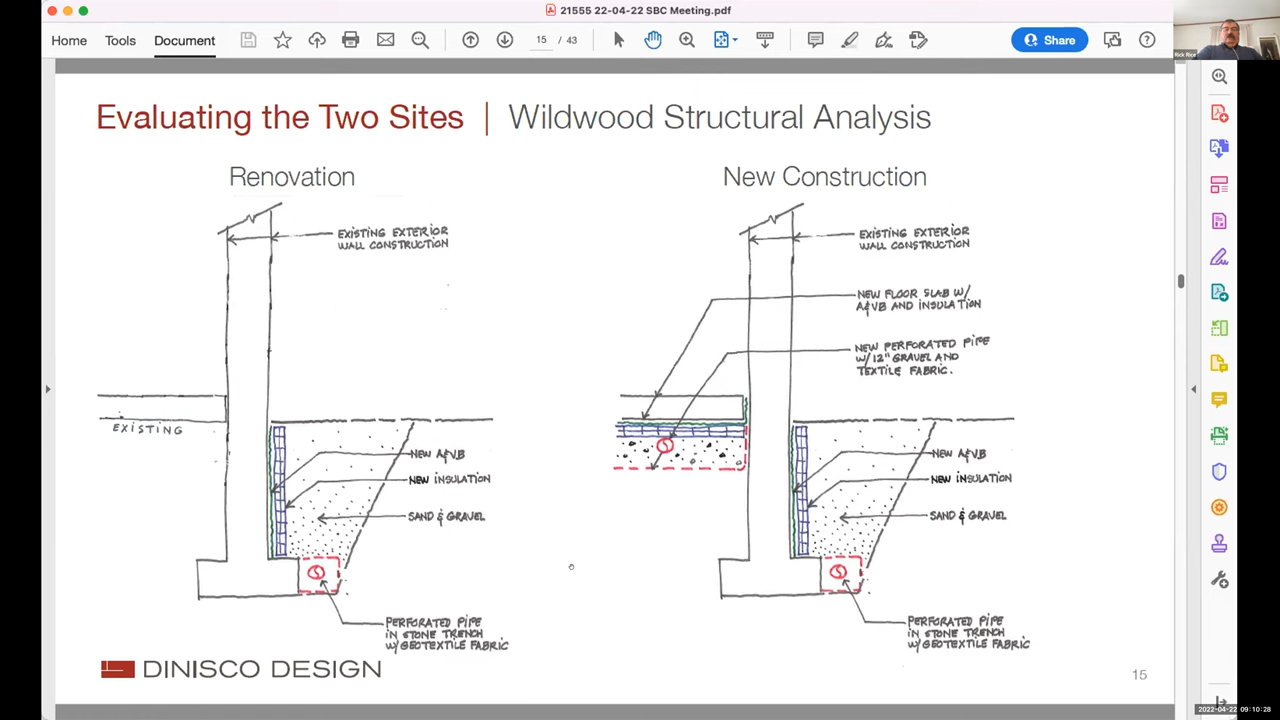 21555 22-04-22 SBC Meeting.pdf
Home Tools Document
15 / 43
Share
Rick Rice
Evaluating the Two Sites | Wildwood Structural Analysis
Renovation
New Construction
EXISTING EXTERIOR
WALL CONSTRUCTION
EXISTING
NEW A&VB
NEW INSULATION
SAND & GRAVEL
PERFORATED PIPE
IN STONE TRENCH
W/GEOTEXTILE FABRIC
EXISTING EXTERIOR
WALL CONSTRUCTION
NEW FLOOR SLAB W/
A&VB AND INSULATION
NEW PERFORATED PIPE
W/12" GRAVEL AND
TEXTILE FABRIC.
NEW A&VB
NEW INSULATION
SAND & GRAVEL
PERFORATED PIPE
IN STONE TRENCH
W/GEOTEXTILE FABRIC
DINISCO DESIGN
15
2022-04-22 09:10:28